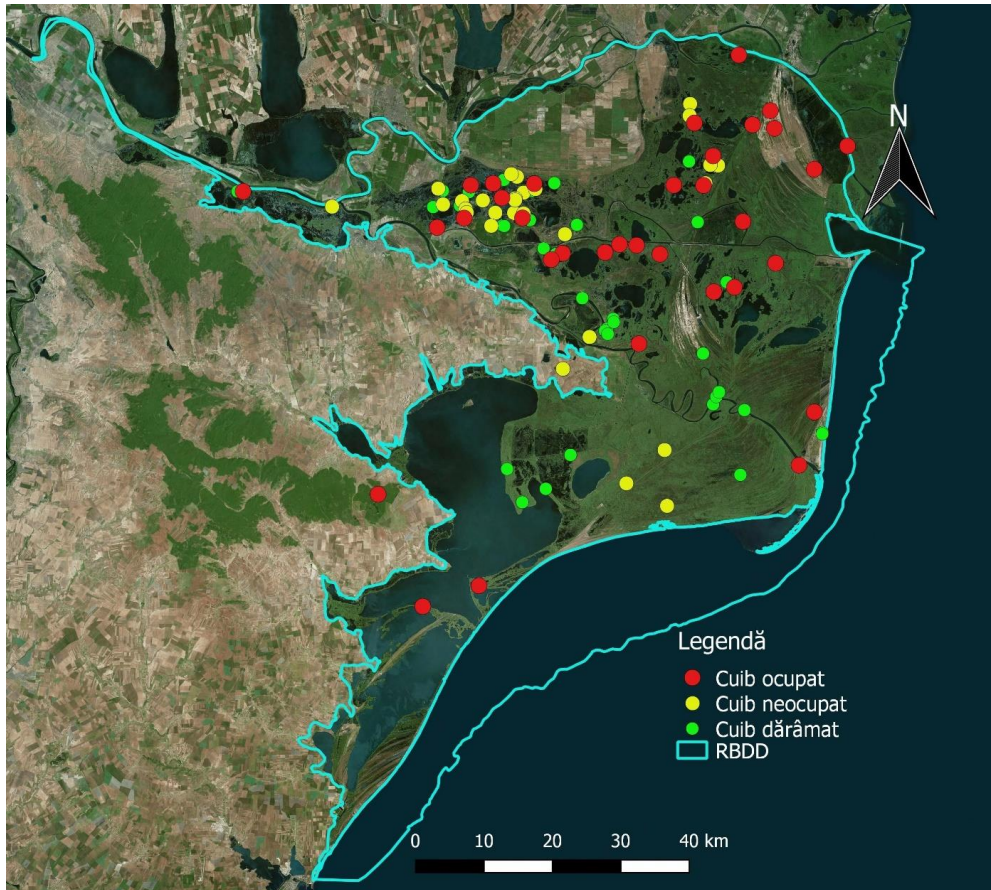 N
Legendă
Cuib ocupat
Cuib neocupat
Cuib dărâmat
RBDD
0 10 20 30 40 km